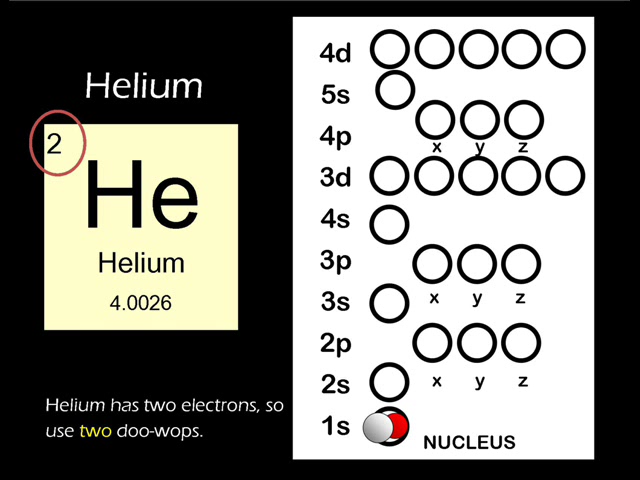 Helium
2
He
Helium
4.0026
Helium has two electrons, so
use two doo-wops.
4d
5s
4p
x y z
3d
4s
3p
x y z
3s
2p
x y z
2s
1s
NUCLEUS